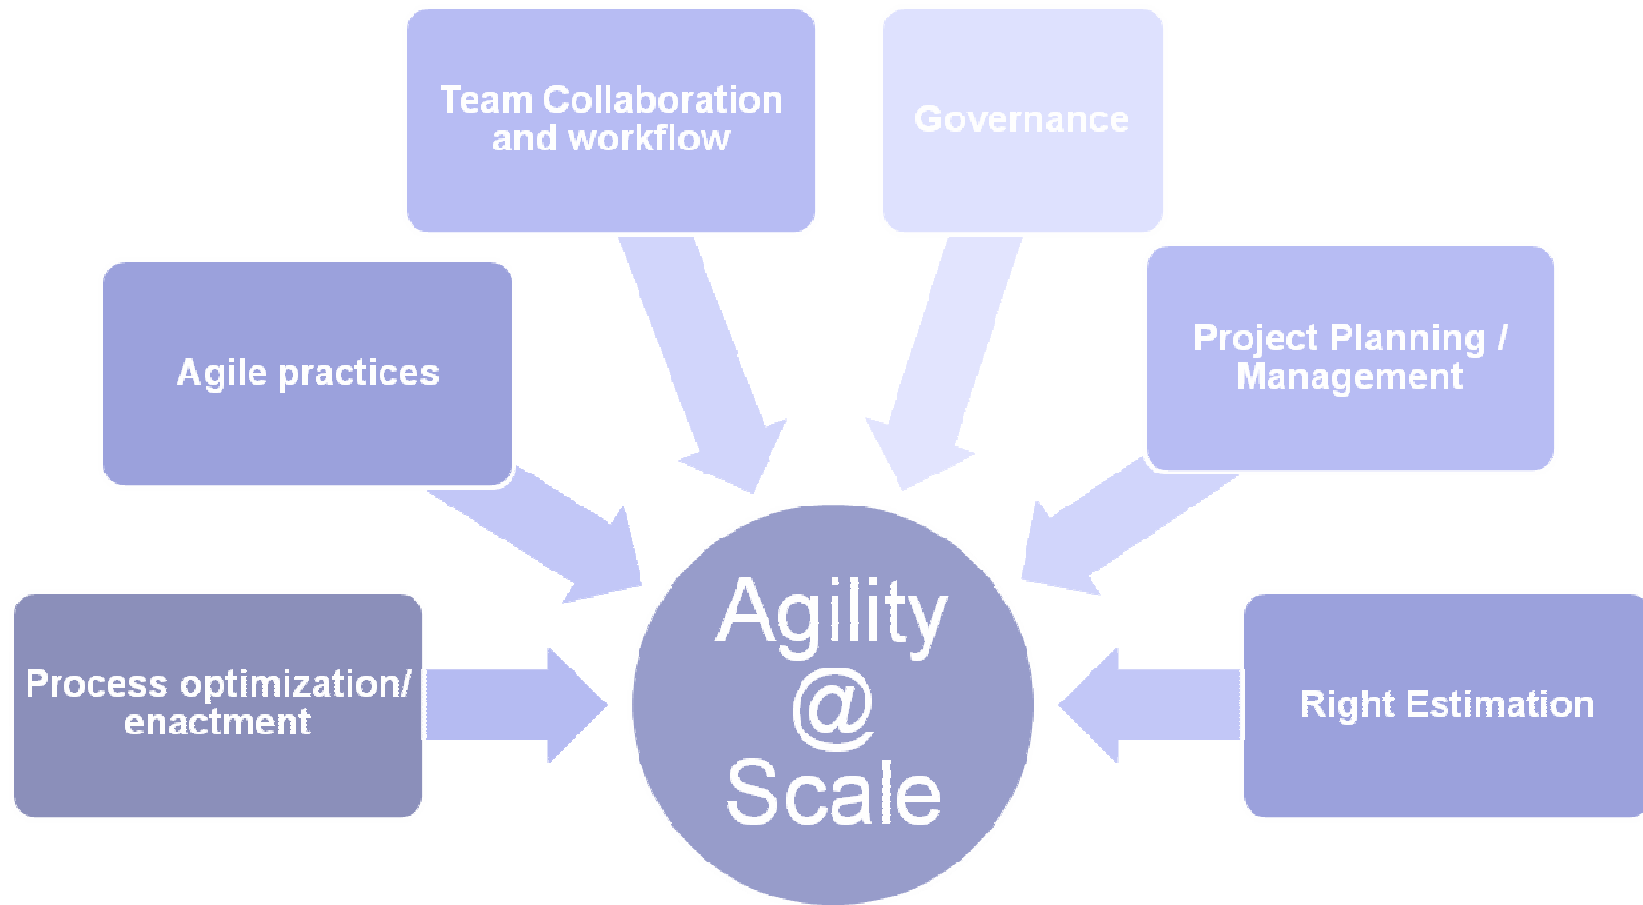 Team Collaboration
and workflow
Governance
Agile practices
Project Planning /
Management
Process optimization/
enactment
Right Estimation
Agility
@
Scale